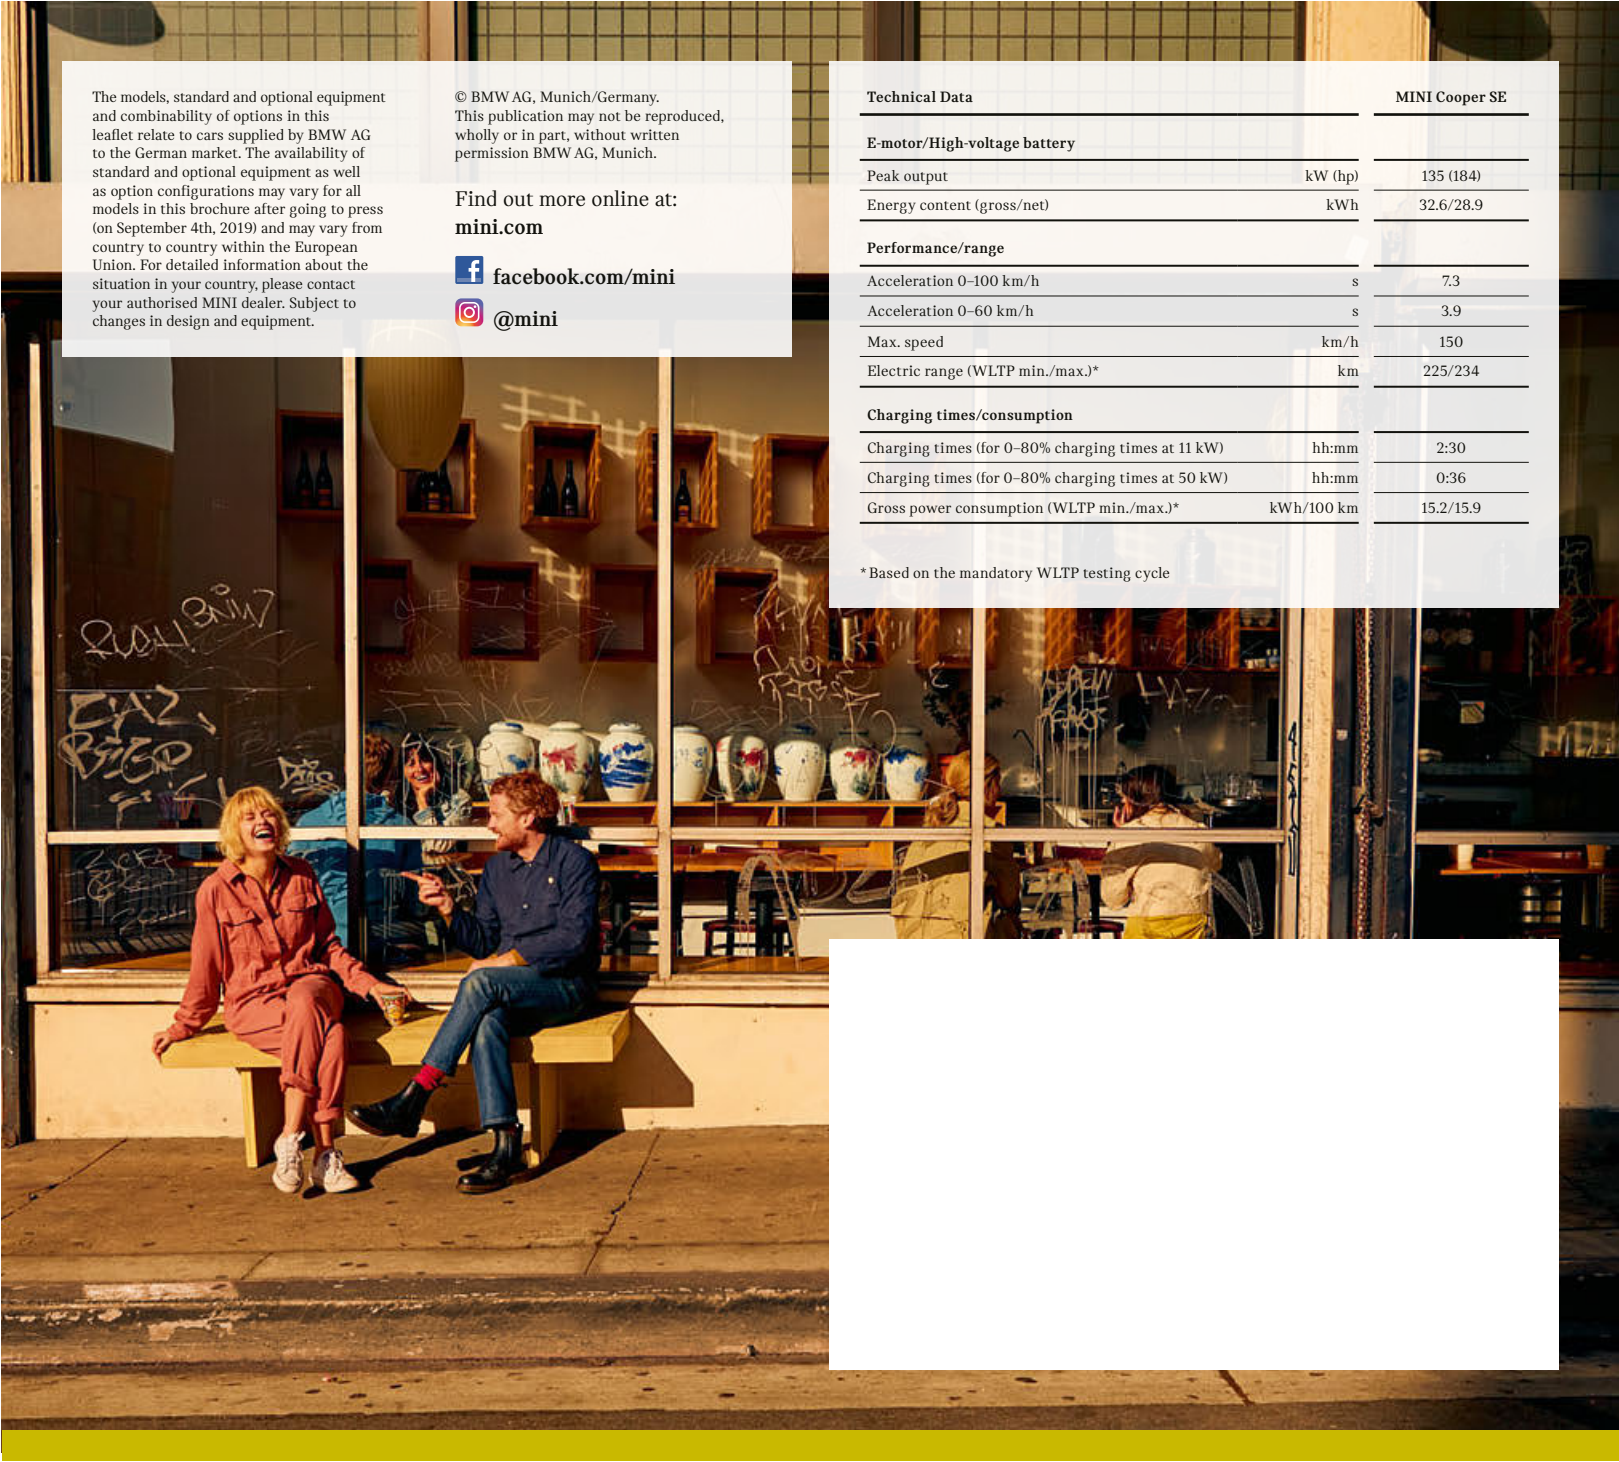 The models, standard and optional equipment
and combinability of options in this
leaflet relate to cars supplied by BMW AG
to the German market. The availability of
standard and optional equipment as well
as option configurations may vary for all
models in this brochure after going to press
(on September 4th, 2019) and may vary from
country to country within the European
Union. For detailed information about the
situation in your country, please contact
your authorised MINI dealer. Subject to
changes in design and equipment.
© BMW AG, Munich/Germany.
This publication may not be reproduced,
wholly or in part, without written
permission BMW AG, Munich.
Find out more online at:
mini.com
facebook.com/mini
@mini
Technical Data MINI Cooper SE
E-motor/High-voltage battery
Peak output kW (hp) 135 (184)
Energy content (gross/net) kWh 32.6/28.9
Performance/range
Acceleration 0–100 km/h s 7.3
Acceleration 0–60 km/h s 3.9
Max. speed km/h 150
Electric range (WLTP min./max.)* km 225/234
Charging times/consumption
Charging times (for 0–80% charging times at 11 kW) hh:mm 2:30
Charging times (for 0–80% charging times at 50 kW) hh:mm 0:36
Gross power consumption (WLTP min./max.)* kWh/100 km 15.2/15.9
* Based on the mandatory WLTP testing cycle